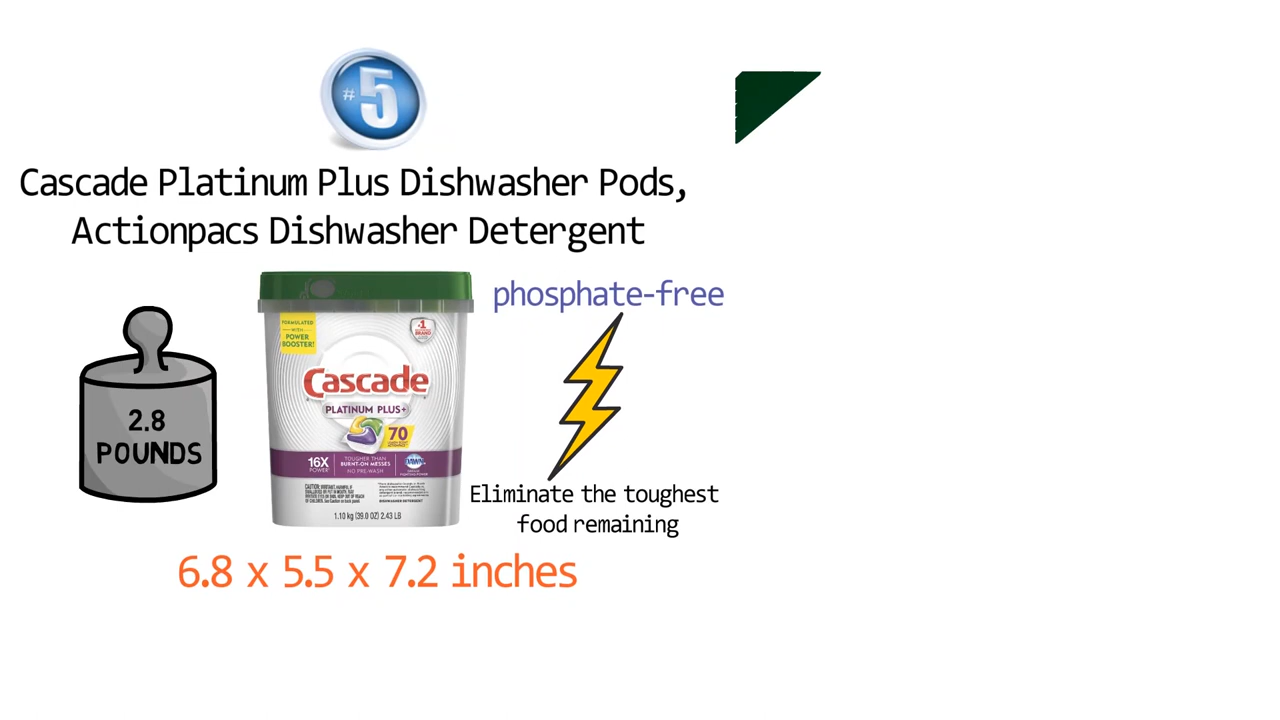 #5
Cascade Platinum Plus Dishwasher Pods,
Actionpacs Dishwasher Detergent
phosphate-free
2.8
POUNDS
FORMULATED
WITH
POWER
BOOSTER!
#1
Cascade
PLATINUM PLUS+
70
16X
POWER
TOUGHER THAN
BURNT-ON MESSES
NO PRE-WASH
DAWN
1.10 kg (39.0 OZ) 2.43 LB
Eliminate the toughest
food remaining
6.8 x 5.5 x 7.2 inches